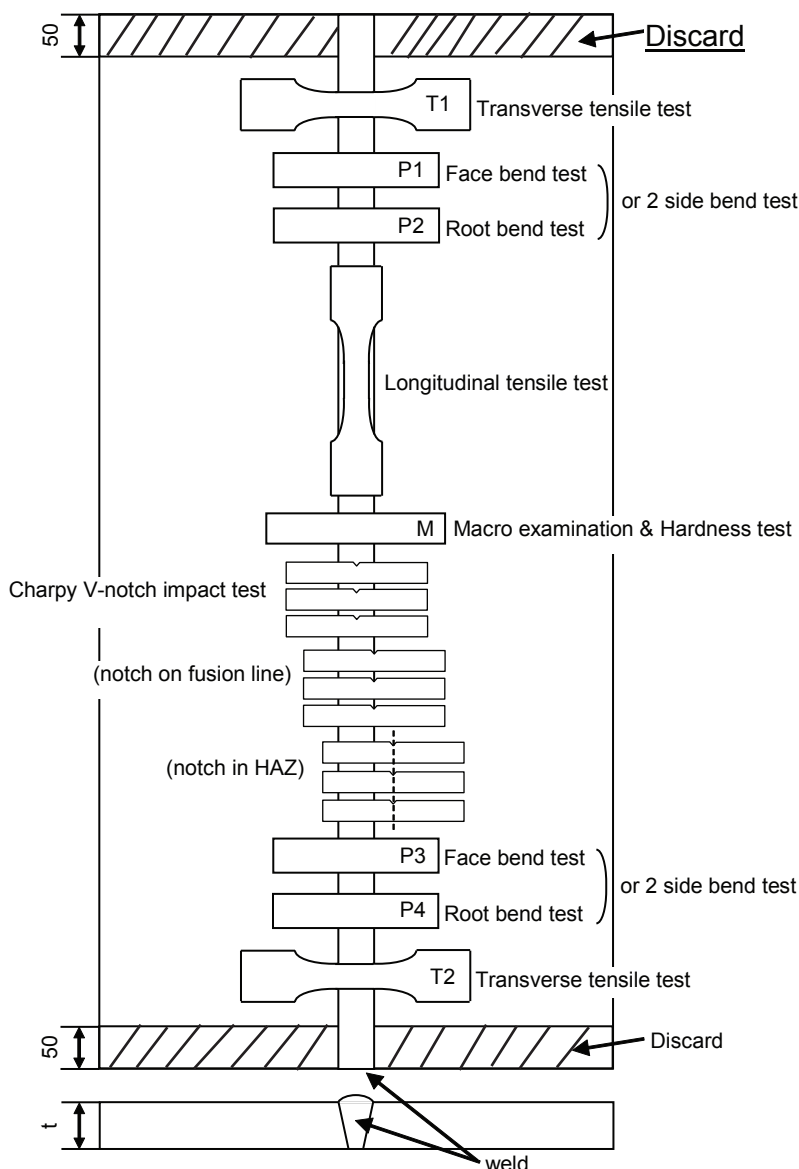 50
Discard
T1
Transverse tensile test
P1
Face bend test
or 2 side bend test
P2
Root bend test
Longitudinal tensile test
M
Macro examination & Hardness test
Charpy V-notch impact test
(notch on fusion line)
(notch in HAZ)
P3
Face bend test
or 2 side bend test
P4
Root bend test
T2
Transverse tensile test
50
Discard
t
weld